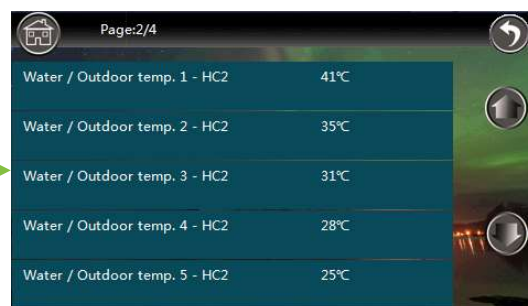 Page:2/4
Water / Outdoor temp. 1 - HC2 41℃
Water / Outdoor temp. 2 - HC2 35℃
Water / Outdoor temp. 3 - HC2 31℃
Water / Outdoor temp. 4 - HC2 28℃
Water / Outdoor temp. 5 - HC2 25℃